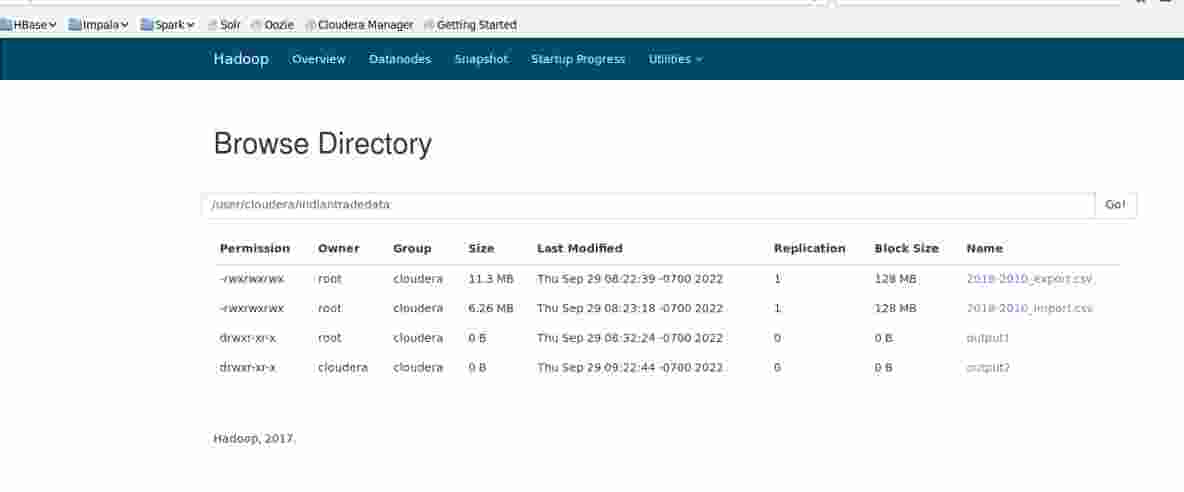 HBase Impala Spark Solr Oozie Cloudera Manager Getting Started
Hadoop Overview Datanodes Snapshot Startup Progress Utilities
Browse Directory
/user/cloudera/indiantradedata Go!
Permission Owner Group Size Last Modified Replication Block Size Name
-rwxrwxrwx root cloudera 11.3 MB Thu Sep 29 08:22:39 -0700 2022 1 128 MB 2018-2010_export.csv
-rwxrwxrwx root cloudera 6.26 MB Thu Sep 29 08:23:18 -0700 2022 1 128 MB 2018-2010_import.csv
drwxr-xr-x root cloudera 0 B Thu Sep 29 08:32:24 -0700 2022 0 0 B output1
drwxr-xr-x cloudera cloudera 0 B Thu Sep 29 09:22:44 -0700 2022 0 0 B output2
Hadoop, 2017.